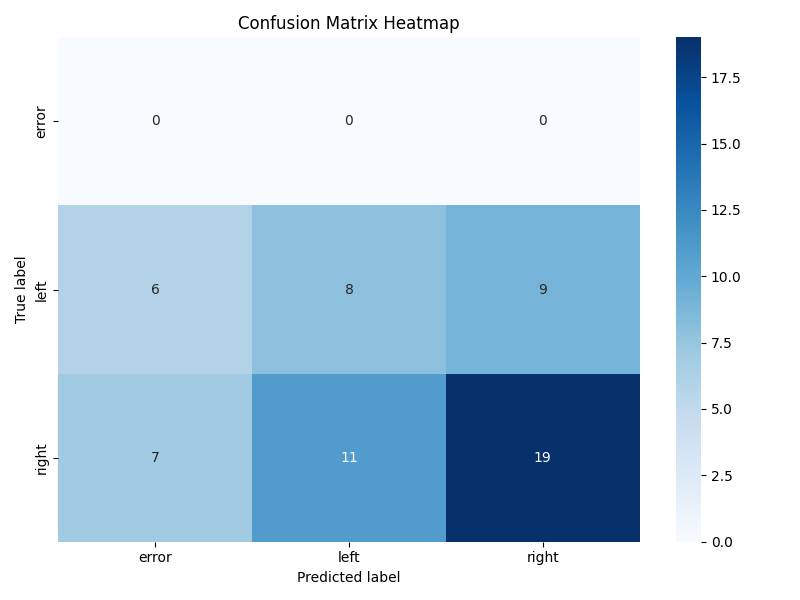 Confusion Matrix Heatmap
True label
error
left
right
0 0 0
6 8 9
7 11 19
error left right
Predicted label
17.5
15.0
12.5
10.0
7.5
5.0
2.5
0.0